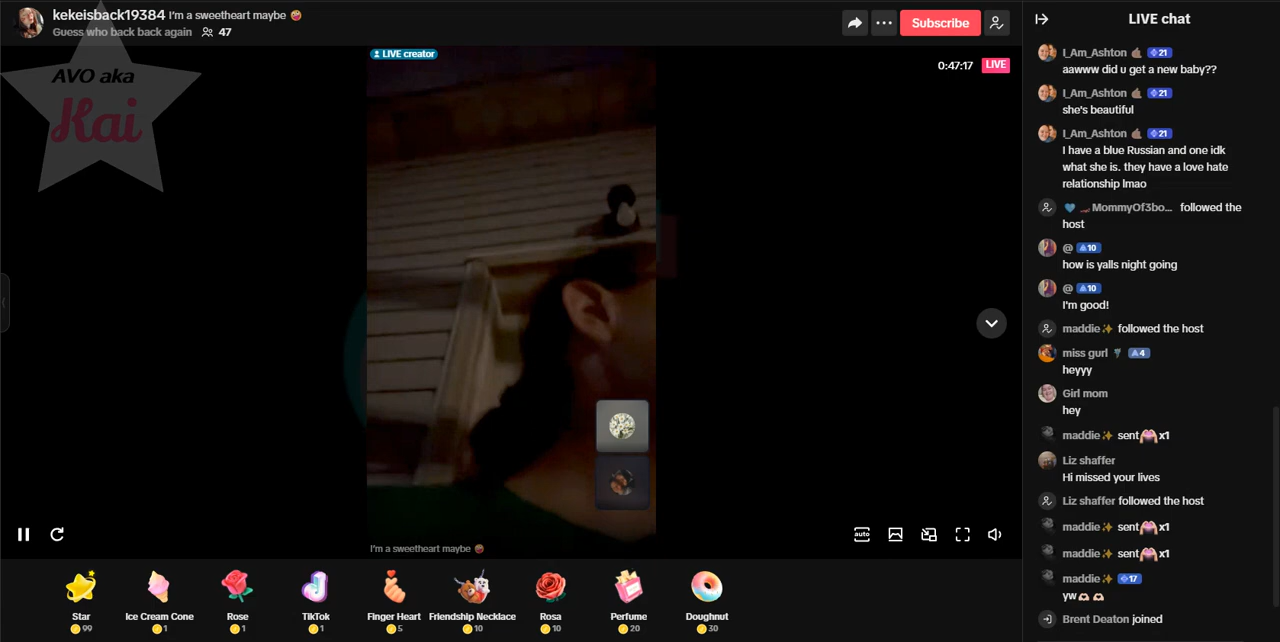 kekeisback19384 I'm a sweetheart maybe
Guess who back back again 47
Subscribe
AVO aka
Kai
LIVE creator
0:47:17 LIVE
I'm a sweetheart maybe
auto
Star
99
Ice Cream Cone
1
Rose
1
TikTok
1
Finger Heart
5
Friendship Necklace
10
Rosa
10
Perfume
20
Doughnut
30
LIVE chat
I_Am_Ashton 21
aawww did u get a new baby??
I_Am_Ashton 21
she's beautiful
I_Am_Ashton 21
I have a blue Russian and one idk
what she is. they have a love hate
relationship lmao
MommyOf3bo... followed the
host
@ 10
how is yalls night going
@ 10
I'm good!
maddie✨ followed the host
miss gurl 4
heyyy
Girl mom
hey
maddie✨ sent x1
Liz shaffer
Hi missed your lives
Liz shaffer followed the host
maddie✨ sent x1
maddie✨ sent x1
maddie✨ 17
yw
Brent Deaton joined